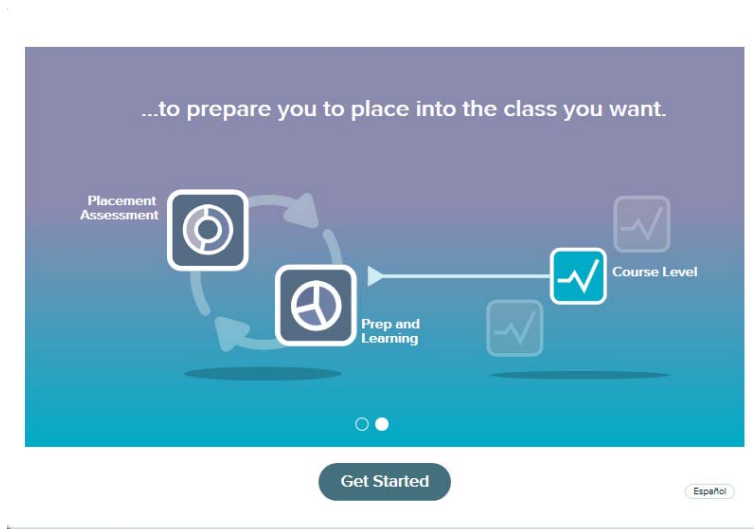 ...to prepare you to place into the class you want.
Placement
Assessment
Course Level
Prep and
Learning
Get Started
Español